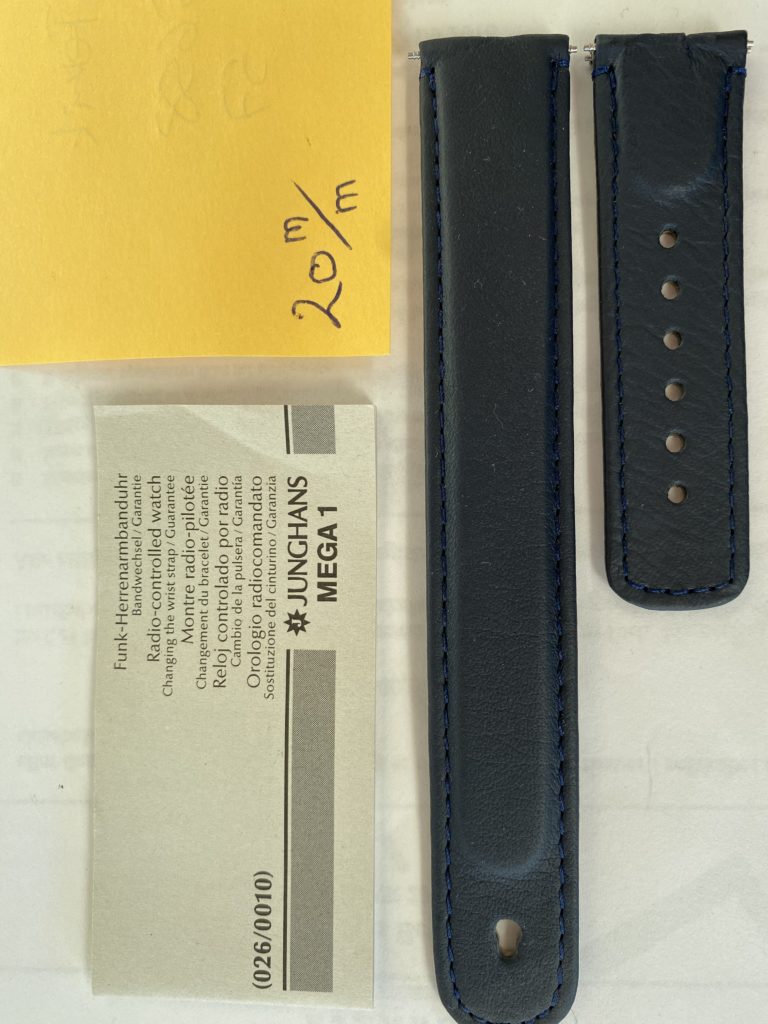 20 m/m
Funk-Herrenarmbanduhr
Bandwechsel / Garantie
Radio-controlled watch
Changing the wrist strap / Guarantee
Montre radio-pilotée
Changement du bracelet / Garantie
Reloj controlado por radio
Cambio de la pulsera / Garantía
Orologio radiocomandato
Sostituzione del cinturino / Garanzia
JUNGHANS
MEGA 1
(026/0010)